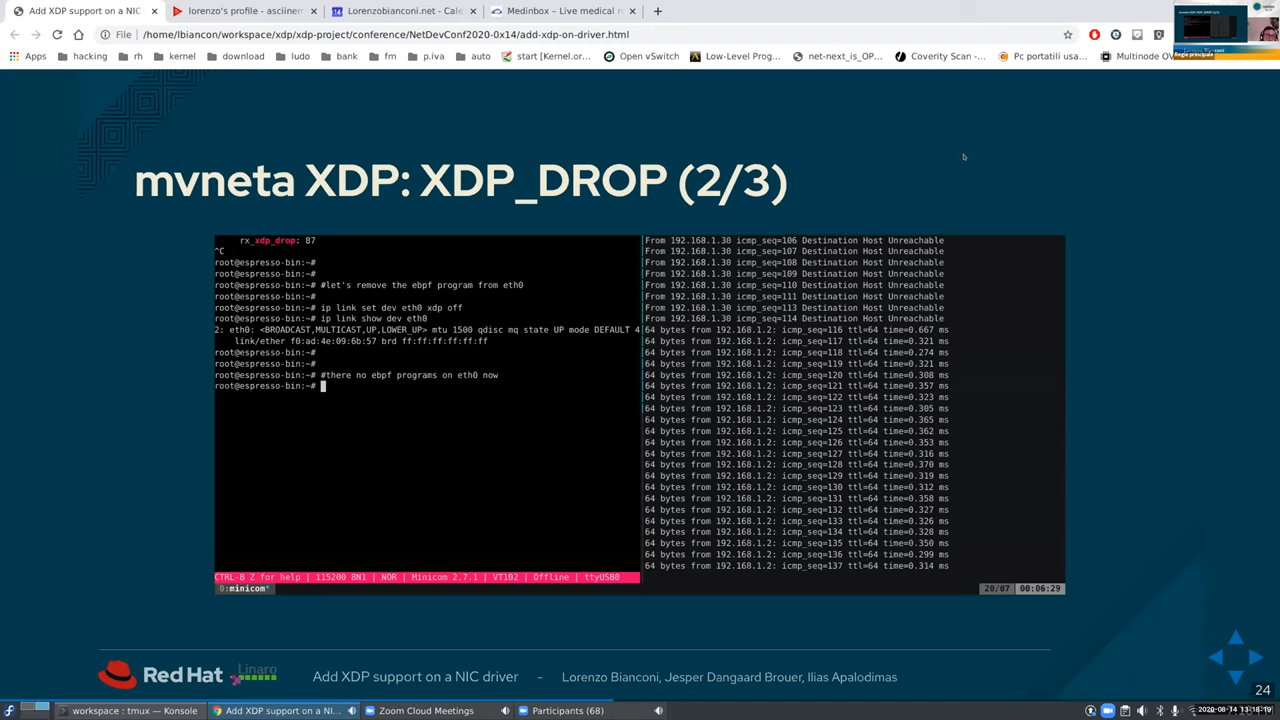 Add XDP support on a NIC
lorenzo's profile - asciinem
Lorenzobianconi.net - Cale
Medinbox – Live medical n
File
/home/lbiancon/workspace/xdp/xdp-project/conference/NetDevConf2020-0x14/add-xdp-on-driver.html
Apps
hacking
rh
kernel
download
ludo
bank
frn
p.iva
auto
start [Kernel.or...
Open vSwitch
Low-Level Prog...
net-next_is_OP...
Coverity Scan -...
Pc portatili usa...
Multinode OV
Regie principale
mvneta XDP: XDP_DROP (2/3)
rx_xdp_drop: 87
^C
root@espresso-bin:~#
root@espresso-bin:~#
root@espresso-bin:~# #let's remove the ebpf program from eth0
root@espresso-bin:~#
root@espresso-bin:~# ip link set dev eth0 xdp off
root@espresso-bin:~# ip link show dev eth0
2: eth0: <BROADCAST,MULTICAST,UP,LOWER_UP> mtu 1500 qdisc mq state UP mode DEFAULT 4
link/ether f0:ad:4e:09:6b:57 brd ff:ff:ff:ff:ff:ff
root@espresso-bin:~#
root@espresso-bin:~#
root@espresso-bin:~# #there no ebpf programs on eth0 now
root@espresso-bin:~#
CTRL-B Z for help | 115200 8N1 | NOR | Minicom 2.7.1 | VT102 | Offline | ttyUSB0
0:minicom*
From 192.168.1.30 icmp_seq=106 Destination Host Unreachable
From 192.168.1.30 icmp_seq=107 Destination Host Unreachable
From 192.168.1.30 icmp_seq=108 Destination Host Unreachable
From 192.168.1.30 icmp_seq=109 Destination Host Unreachable
From 192.168.1.30 icmp_seq=110 Destination Host Unreachable
From 192.168.1.30 icmp_seq=111 Destination Host Unreachable
From 192.168.1.30 icmp_seq=113 Destination Host Unreachable
From 192.168.1.30 icmp_seq=114 Destination Host Unreachable
64 bytes from 192.168.1.2: icmp_seq=116 ttl=64 time=0.667 ms
64 bytes from 192.168.1.2: icmp_seq=117 ttl=64 time=0.321 ms
64 bytes from 192.168.1.2: icmp_seq=118 ttl=64 time=0.274 ms
64 bytes from 192.168.1.2: icmp_seq=119 ttl=64 time=0.321 ms
64 bytes from 192.168.1.2: icmp_seq=120 ttl=64 time=0.308 ms
64 bytes from 192.168.1.2: icmp_seq=121 ttl=64 time=0.357 ms
64 bytes from 192.168.1.2: icmp_seq=122 ttl=64 time=0.323 ms
64 bytes from 192.168.1.2: icmp_seq=123 ttl=64 time=0.305 ms
64 bytes from 192.168.1.2: icmp_seq=124 ttl=64 time=0.365 ms
64 bytes from 192.168.1.2: icmp_seq=125 ttl=64 time=0.362 ms
64 bytes from 192.168.1.2: icmp_seq=126 ttl=64 time=0.353 ms
64 bytes from 192.168.1.2: icmp_seq=127 ttl=64 time=0.316 ms
64 bytes from 192.168.1.2: icmp_seq=128 ttl=64 time=0.370 ms
64 bytes from 192.168.1.2: icmp_seq=129 ttl=64 time=0.319 ms
64 bytes from 192.168.1.2: icmp_seq=130 ttl=64 time=0.312 ms
64 bytes from 192.168.1.2: icmp_seq=131 ttl=64 time=0.358 ms
64 bytes from 192.168.1.2: icmp_seq=132 ttl=64 time=0.327 ms
64 bytes from 192.168.1.2: icmp_seq=133 ttl=64 time=0.326 ms
64 bytes from 192.168.1.2: icmp_seq=134 ttl=64 time=0.328 ms
64 bytes from 192.168.1.2: icmp_seq=135 ttl=64 time=0.350 ms
64 bytes from 192.168.1.2: icmp_seq=136 ttl=64 time=0.299 ms
64 bytes from 192.168.1.2: icmp_seq=137 ttl=64 time=0.314 ms
20/07 00:06:29
Red Hat
Linaro
Add XDP support on a NIC driver - Lorenzo Bianconi, Jesper Dangaard Brouer, Ilias Apalodimas
24
workspace : tmux — Konsole
Add XDP support on a NI...
Zoom Cloud Meetings
Participants (68)
2020-08-14 13:18:19